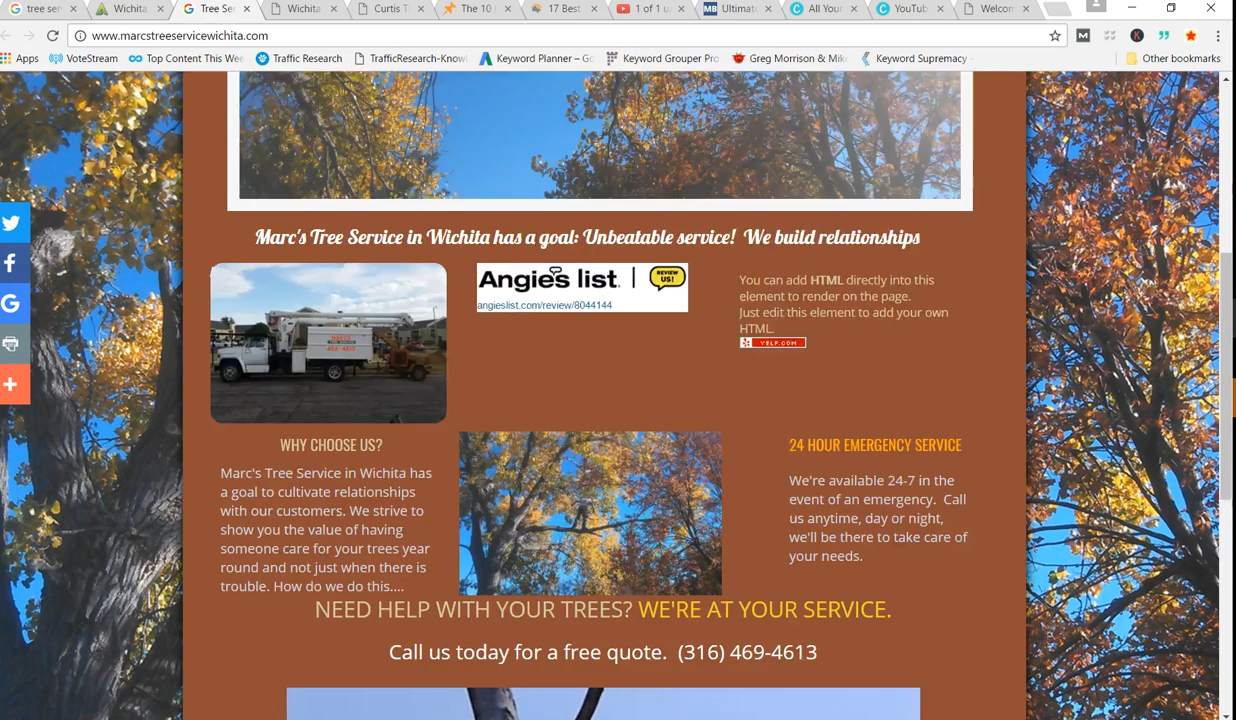 tree ser
Wichita
Tree Se
Wichita
Curtis T
The 10
17 Best
1 of 1 u
MB Ultimat
All Your
YouTub
Welcom
www.marcstreeservicewichita.com
Apps VoteStream Top Content This Wee Traffic Research TrafficResearch-Know Keyword Planner – Go Keyword Grouper Pro Greg Morrison & Mik Keyword Supremacy - Other bookmarks
Marc's Tree Service in Wichita has a goal: Unbeatable service! We build relationships
Angie's list. | REVIEW US!
angieslist.com/review/8044144
You can add HTML directly into this
element to render on the page.
Just edit this element to add your own
HTML.
YELP.COM
WHY CHOOSE US?
Marc's Tree Service in Wichita has
a goal to cultivate relationships
with our customers. We strive to
show you the value of having
someone care for your trees year
round and not just when there is
trouble. How do we do this....
24 HOUR EMERGENCY SERVICE
We're available 24-7 in the
event of an emergency. Call
us anytime, day or night,
we'll be there to take care of
your needs.
NEED HELP WITH YOUR TREES? WE'RE AT YOUR SERVICE.
Call us today for a free quote. (316) 469-4613